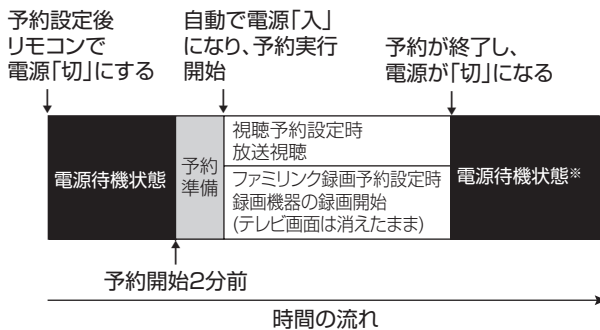 予約設定後
リモコンで
電源「切」にする
自動で電源「入」
になり、予約実行
開始
予約が終了し、
電源が「切」になる
電源待機状態
予約
準備
視聴予約設定時
放送視聴
ファミリンク録画予約設定時
録画機器の録画開始
(テレビ画面は消えたまま)
電源待機状態※
予約開始2分前
時間の流れ